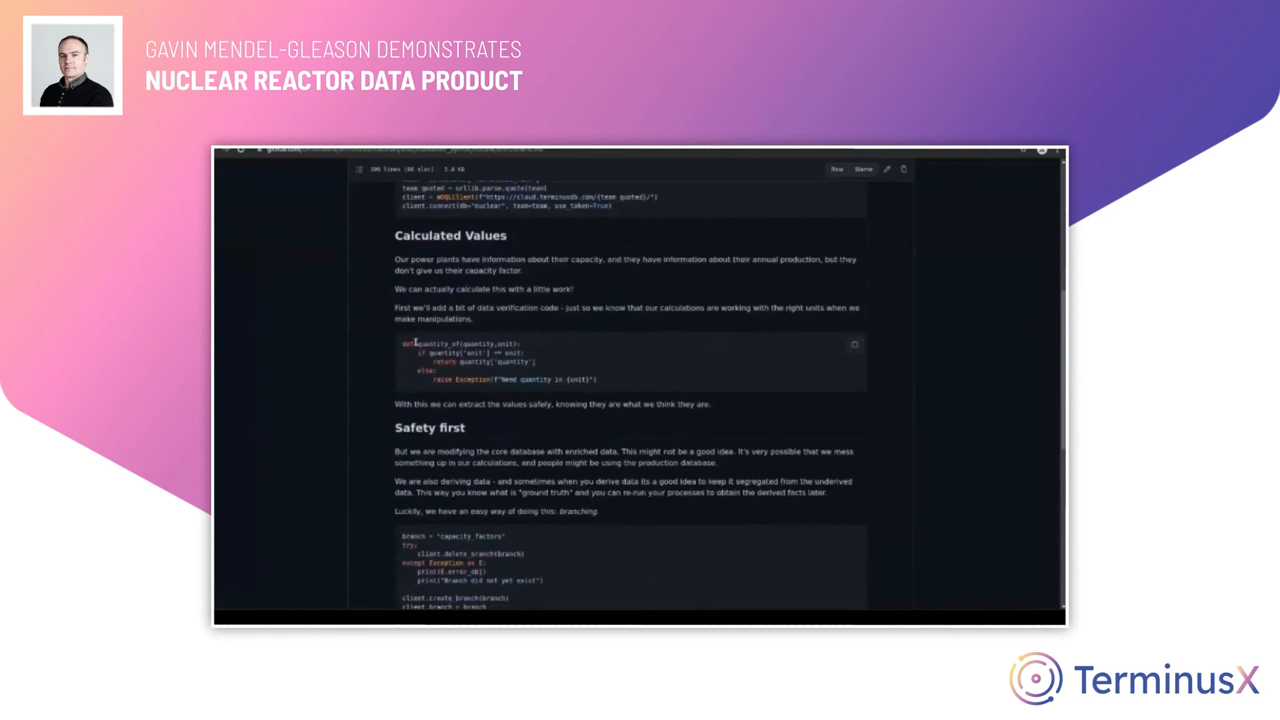 GAVIN MENDEL-GLEASON DEMONSTRATES
NUCLEAR REACTOR DATA PRODUCT
Raw Blame
team_quoted = urllib.parse.quote(team)
client = WOQLClient(f"https://cloud.terminusdb.com/{team_quoted}/")
client.connect(db="nuclear", team=team, use_token=True)
Calculated Values
Our power plants have information about their capacity, and they have information about their annual production, but they
don't give us their capacity factor.
We can actually calculate this with a little work!
First we'll add a bit of data verification code - just so we know that our calculations are working with the right units when we
make manipulations.
def quantity_of(quantity,unit):
if quantity['unit'] == unit:
return quantity['quantity']
else:
raise Exception(f"Need quantity in {unit}")
With this we can extract the values safely, knowing they are what we think they are.
Safety first
But we are modifying the core database with enriched data. This might not be a good idea. It's very possible that we mess
something up in our calculations, and people might be using the production database.
We are also deriving data - and sometimes when you derive data its a good idea to keep it segregated from the underived
data. This way you know what is "ground truth" and you can re-run your processes to obtain the derived facts later.
Luckily, we have an easy way of doing this: branching.
branch = "capacity_factors"
try:
client.delete_branch(branch)
except Exception as E:
print(E.error_obj)
print("Branch did not yet exist")
client.create_branch(branch)
client.branch = branch
TerminusX